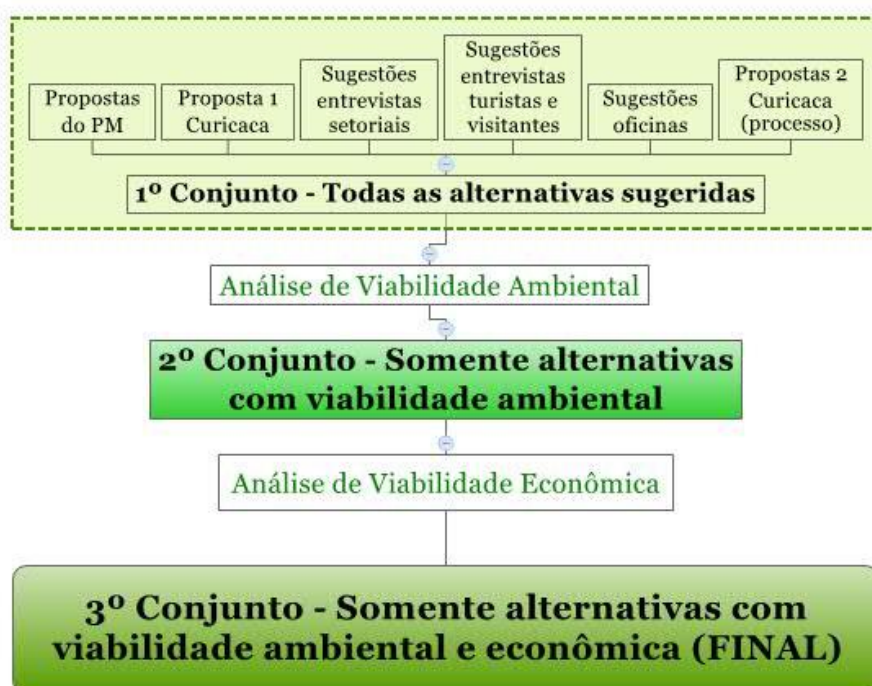 Propostas
do PM
Proposta 1
Curicaca
Sugestões
entrevistas
setoriais
Sugestões
entrevistas
turistas e
visitantes
Sugestões
oficinas
Propostas 2
Curicaca
(processo)
1º Conjunto - Todas as alternativas sugeridas
Análise de Viabilidade Ambiental
2º Conjunto - Somente alternativas
com viabilidade ambiental
Análise de Viabilidade Econômica
3º Conjunto - Somente alternativas com
viabilidade ambiental e econômica (FINAL)